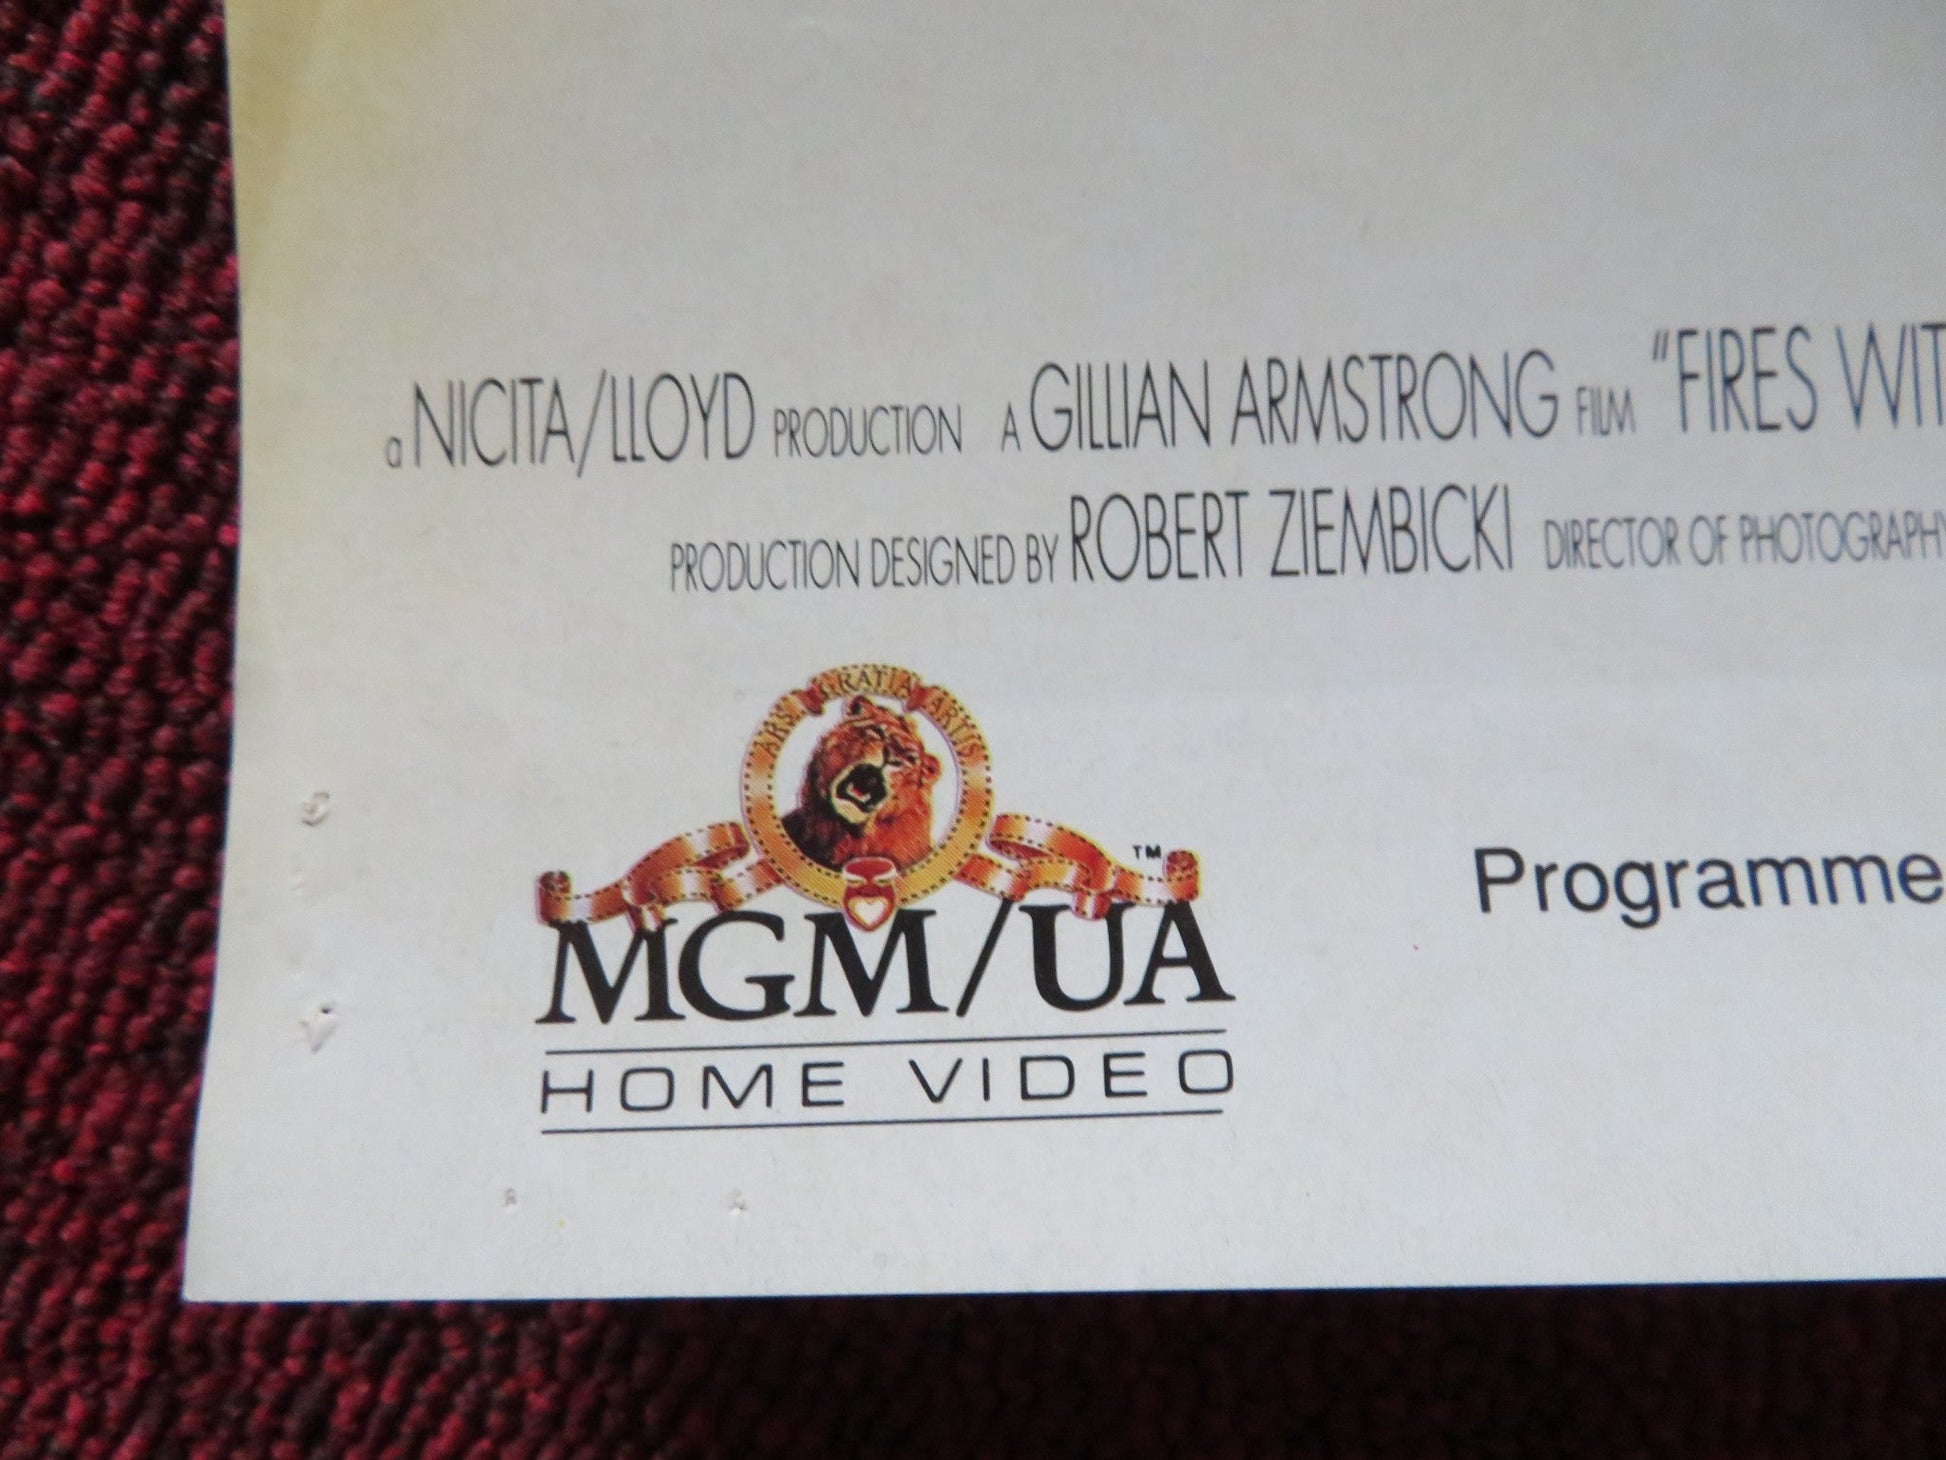 a NICITA/LLOYD PRODUCTION A GILLIAN ARMSTRONG FILM "FIRES WIT
PRODUCTION DESIGNED BY ROBERT ZIEMBICKI DIRECTOR OF PHOTOGRAPHY
ARS GRATIA ARTIS
TM
MGM/UA
HOME VIDEO
Programme